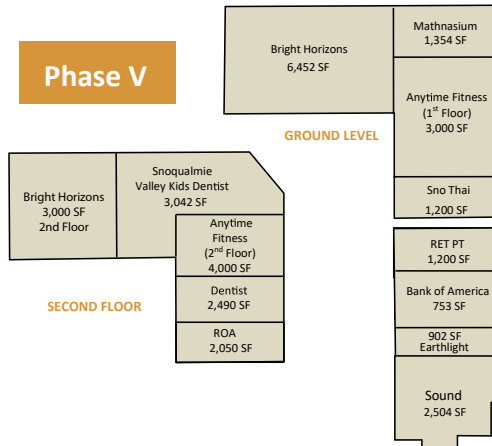 Phase V
Bright Horizons
6,452 SF
Mathnasium
1,354 SF
Anytime Fitness
(1st Floor)
3,000 SF
GROUND LEVEL
Sno Thai
1,200 SF
RET PT
1,200 SF
Bank of America
753 SF
902 SF
Earthlight
Sound
2,504 SF
Bright Horizons
3,000 SF
2nd Floor
Snoqualmie
Valley Kids Dentist
3,042 SF
Anytime
Fitness
(2nd Floor)
4,000 SF
Dentist
2,490 SF
ROA
2,050 SF
SECOND FLOOR